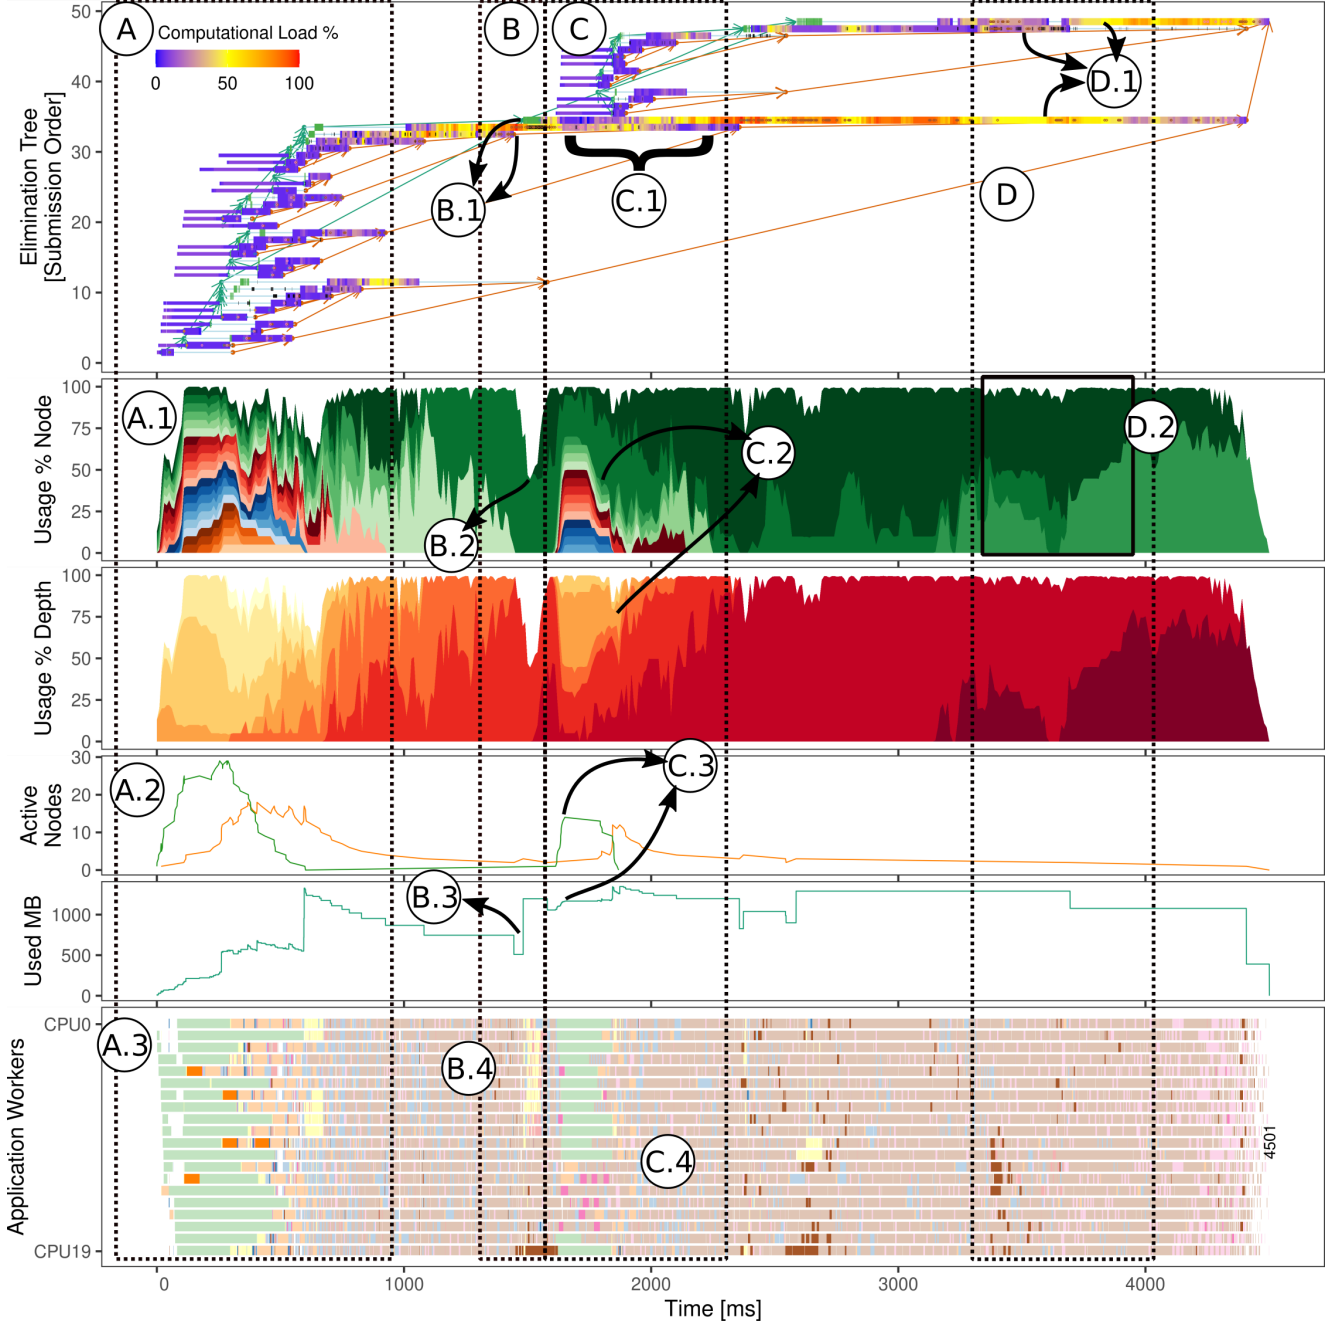 A
B
C
Computational Load %
0
50
100
50
40
30
20
10
0
Elimination Tree
[Submission Order]
B.1
C.1
D.1
D
A.1
B.2
C.2
D.2
100
75
50
25
0
Usage % Node
100
75
50
25
0
Usage % Depth
A.2
C.3
30
20
10
0
Active
Nodes
B.3
1000
500
0
Used MB
A.3
B.4
C.4
CPU0
CPU19
Application Workers
4501
0
1000
2000
3000
4000
Time [ms]